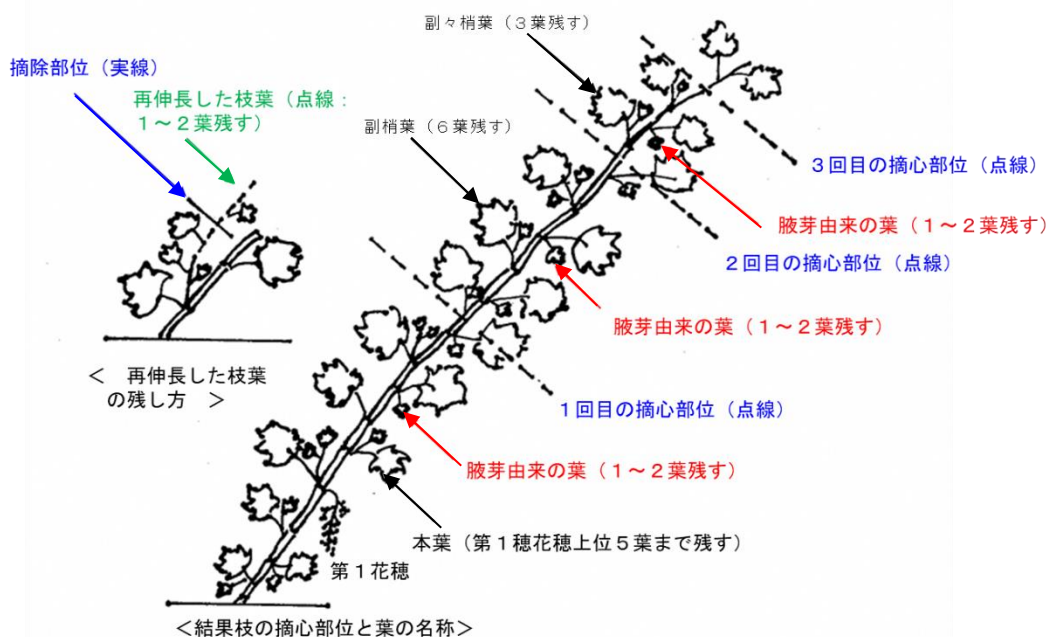 副々梢葉（３葉残す）
摘除部位（実線）
再伸長した枝葉（点線：
１～２葉残す）
副梢葉（６葉残す）
３回目の摘心部位（点線）
腋芽由来の葉（１～２葉残す）
２回目の摘心部位（点線）
腋芽由来の葉（１～２葉残す）
＜　再伸長した枝葉
の残し方　＞
１回目の摘心部位（点線）
腋芽由来の葉（１～２葉残す）
本葉（第１穂花穂上位５葉まで残す）
第１花穂
＜結果枝の摘心部位と葉の名称＞